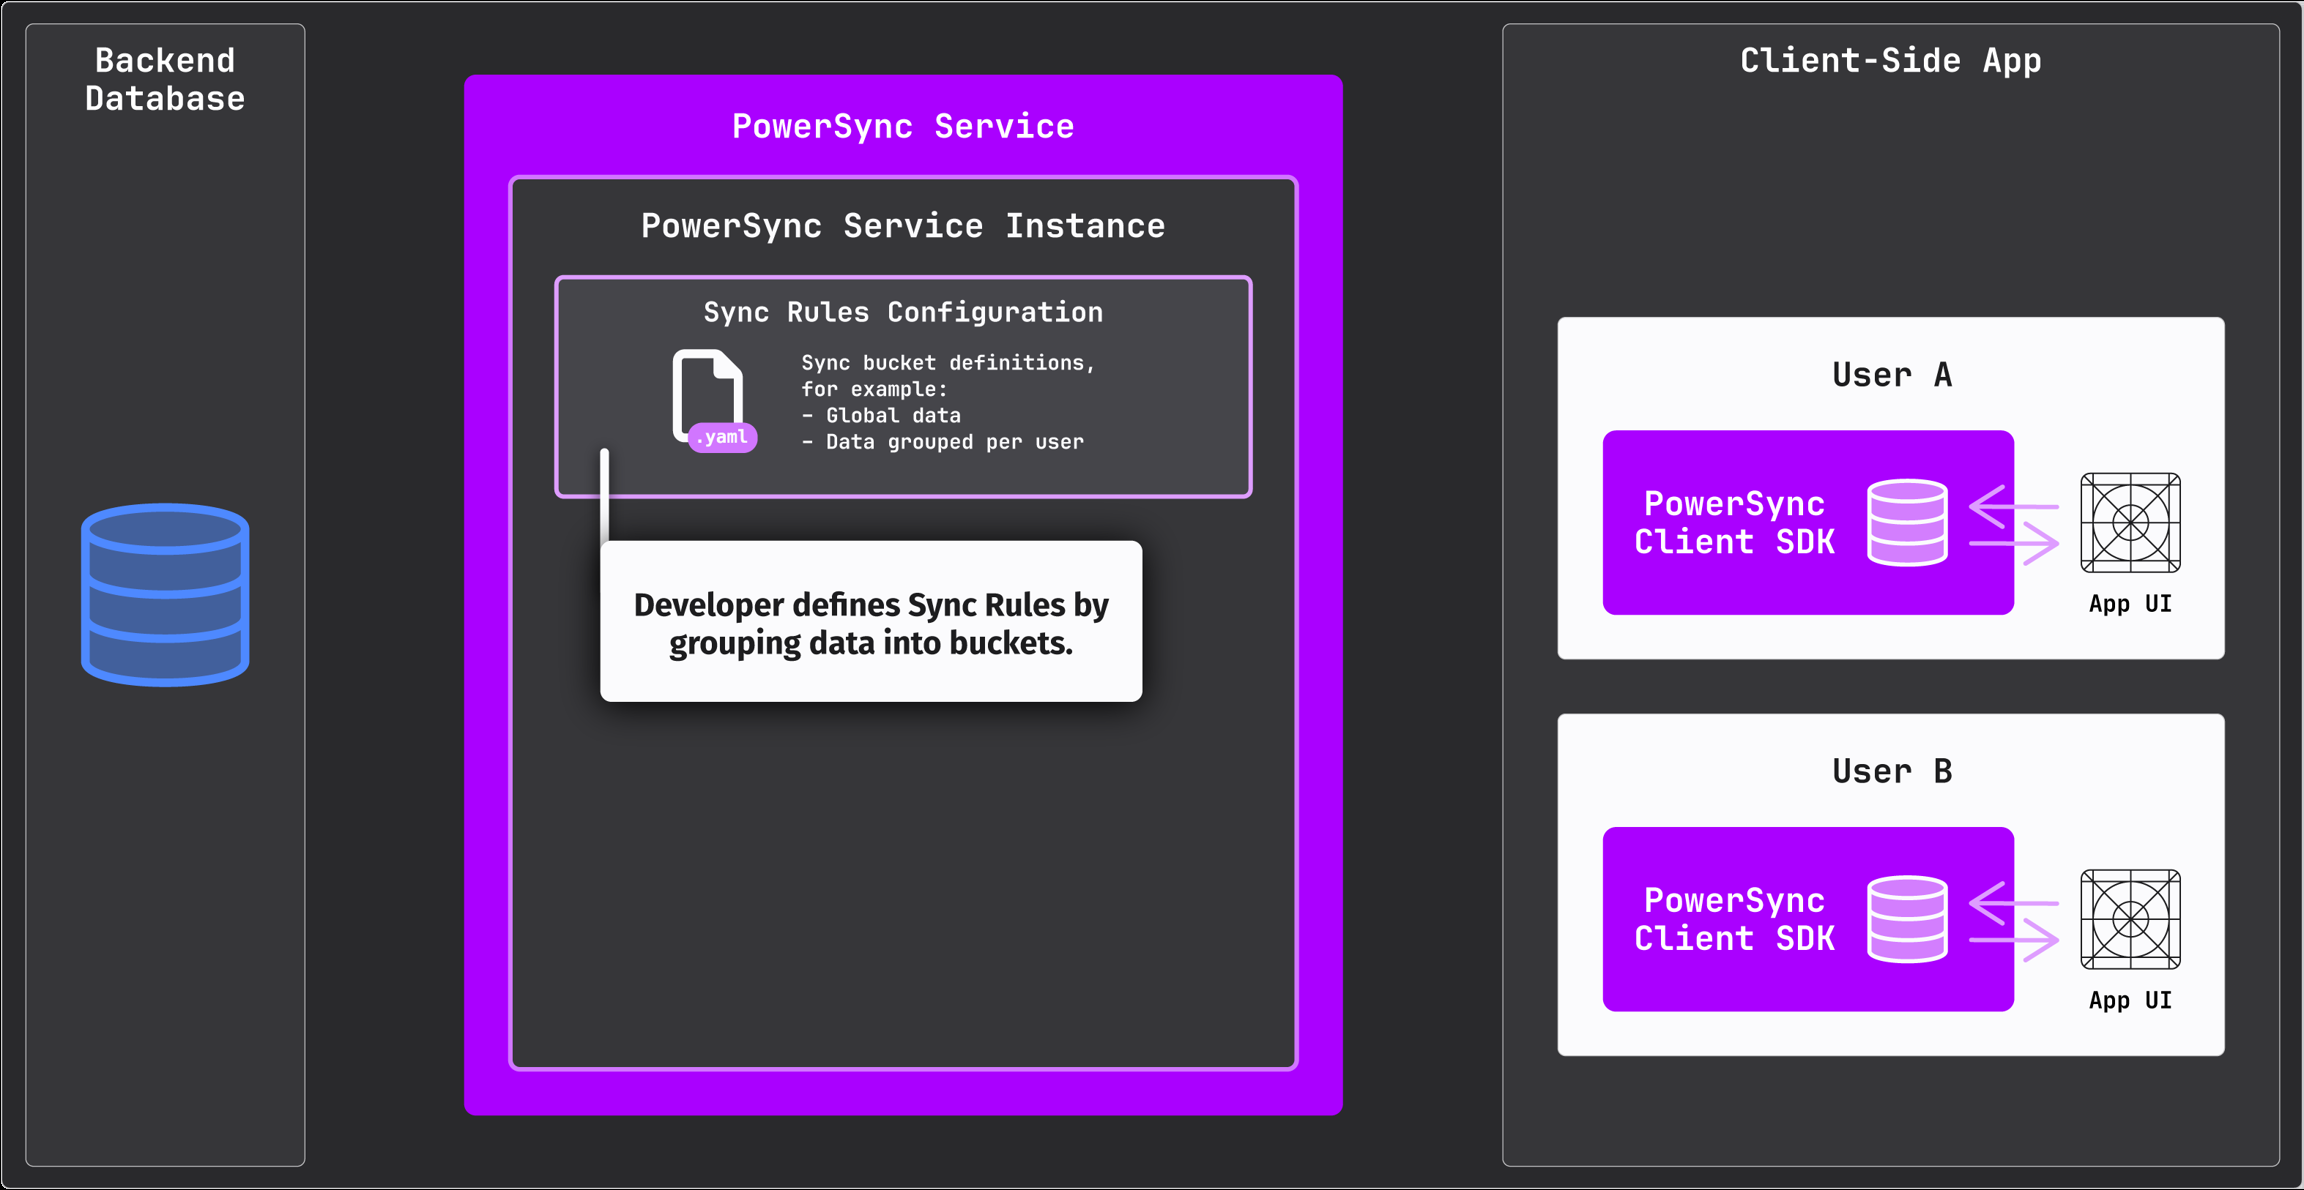 Backend
Database
PowerSync Service
PowerSync Service Instance
Sync Rules Configuration
.yaml
Sync bucket definitions,
for example:
- Global data
- Data grouped per user
Developer defines Sync Rules by
grouping data into buckets.
Client-Side App
User A
PowerSync
Client SDK
App UI
User B
PowerSync
Client SDK
App UI